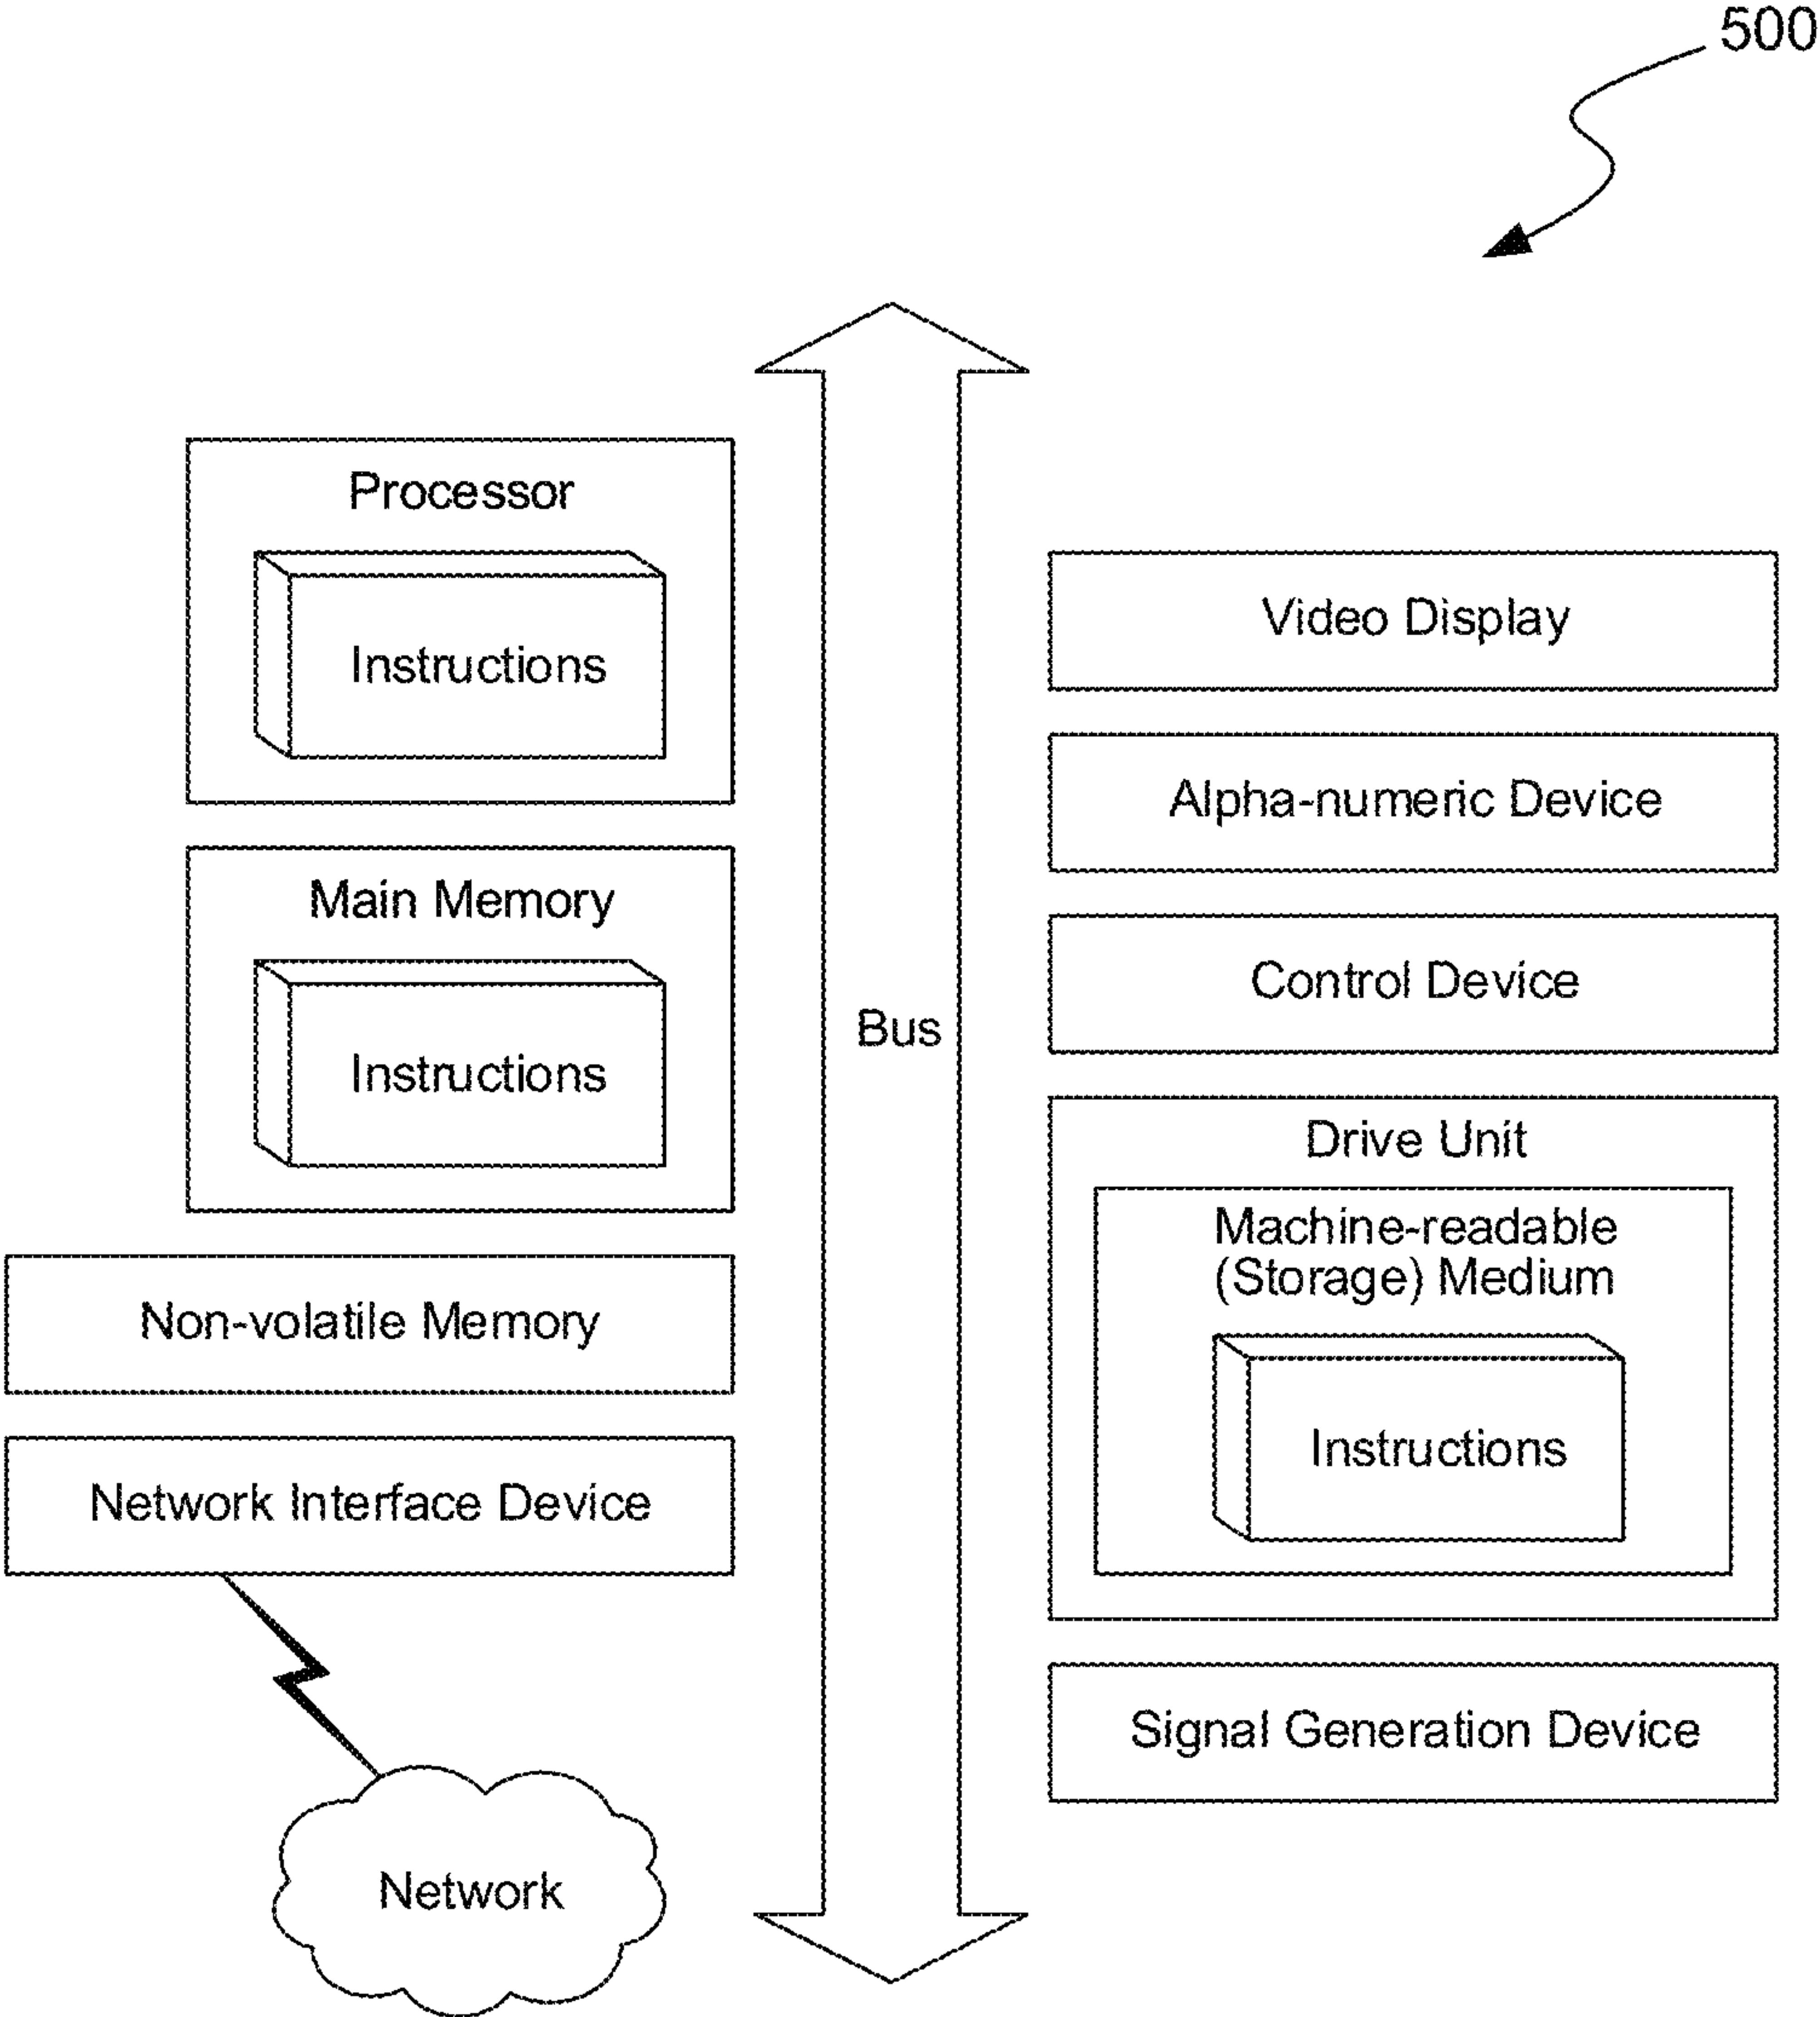 500
Processor
Instructions
Main Memory
Instructions
Non-volatile Memory
Network Interface Device
Network
Bus
Video Display
Alpha-numeric Device
Control Device
Drive Unit
Machine-readable
(Storage) Medium
Instructions
Signal Generation Device